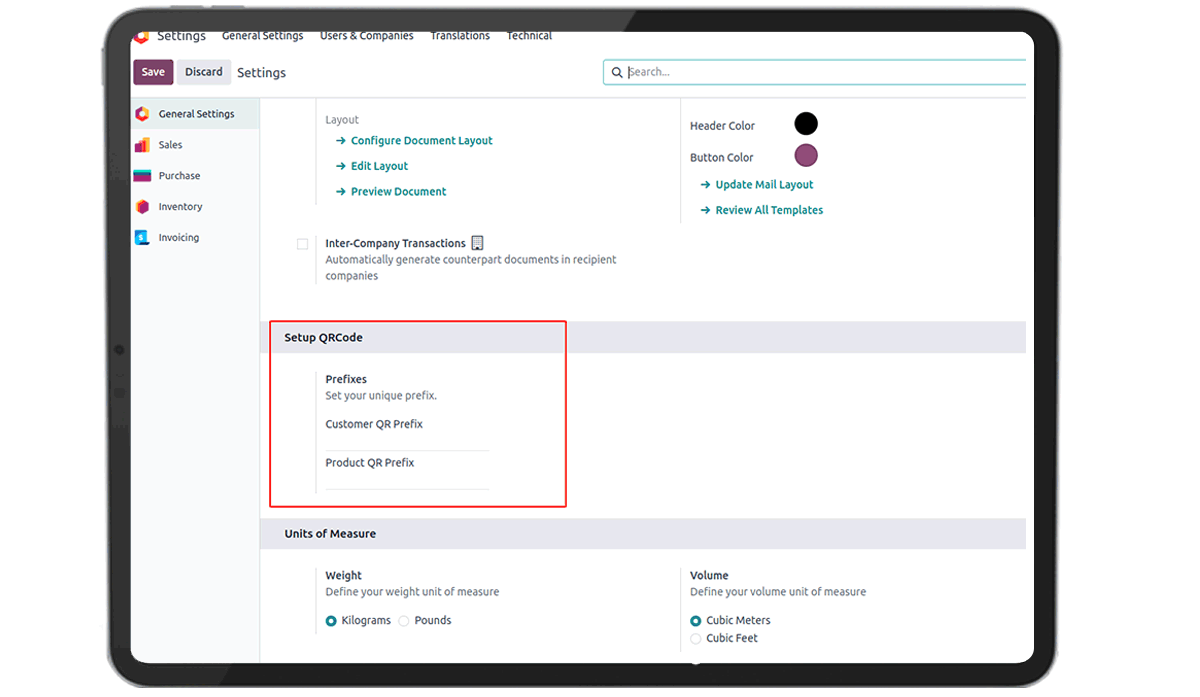 Settings General Settings Users & Companies Translations Technical
Save Discard Settings Search...
General Settings
Sales
Purchase
Inventory
Invoicing
Layout
Configure Document Layout
Edit Layout
Preview Document
Header Color
Button Color
Update Mail Layout
Review All Templates
Inter-Company Transactions
Automatically generate counterpart documents in recipient
companies
Setup QRCode
Prefixes
Set your unique prefix.
Customer QR Prefix
Product QR Prefix
Units of Measure
Weight
Define your weight unit of measure
Kilograms Pounds
Volume
Define your volume unit of measure
Cubic Meters
Cubic Feet